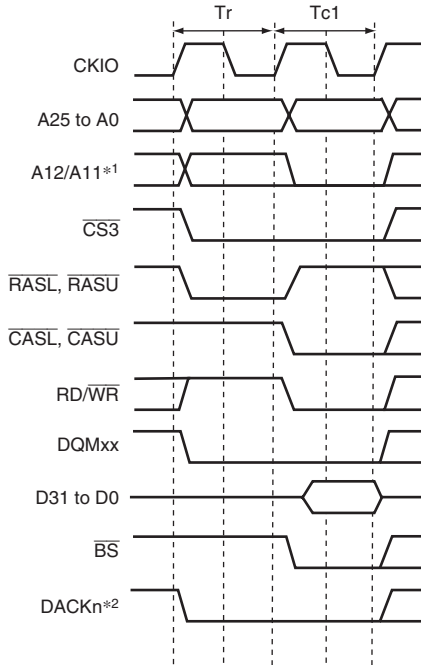 Tr Tc1
CKIO
A25 to A0
A12/A11*1
CS3
RASL, RASU
CASL, CASU
RD/WR
DQMxx
D31 to D0
BS
DACKn*2